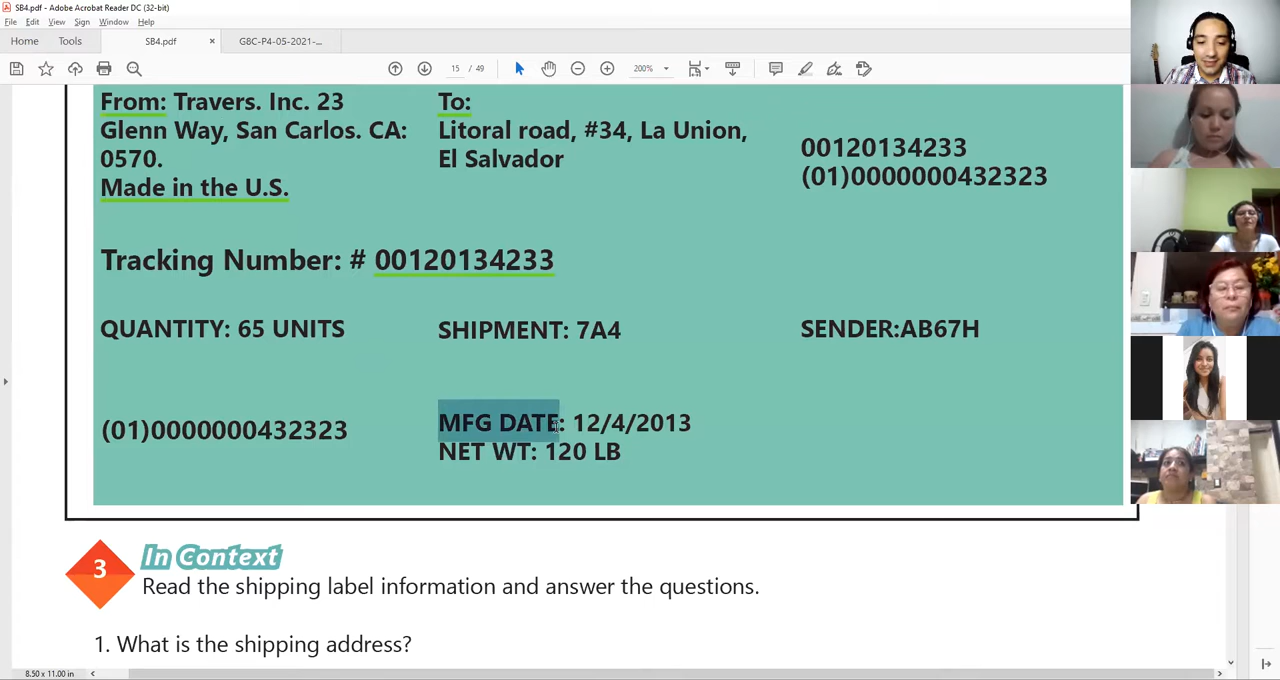 SB4.pdf - Adobe Acrobat Reader DC (32-bit)
File Edit View Sign Window Help
Home Tools SB4.pdf × GBC-P4-05-2021-...
15 / 49 200%
From: Travers. Inc. 23
Glenn Way, San Carlos. CA:
0570.
Made in the U.S.
To:
Litoral road, #34, La Union,
El Salvador
00120134233
(01)0000000432323
Tracking Number: # 00120134233
QUANTITY: 65 UNITS
SHIPMENT: 7A4
SENDER:AB67H
(01)0000000432323
MFG DATE: 12/4/2013
NET WT: 120 LB
3 In Context
Read the shipping label information and answer the questions.
1. What is the shipping address?
8.50 x 11.00 in